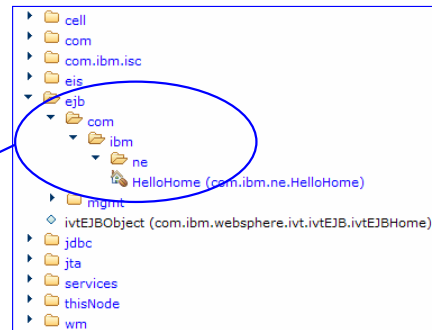 cell
com
com.ibm.isc
eis
ejb
com
ibm
ne
HelloHome (com.ibm.ne.HelloHome)
mgmt
ivtEJBObject (com.ibm.websphere.ivt.ivtEJB.ivtEJBHome)
jdbc
jta
services
thisNode
wm